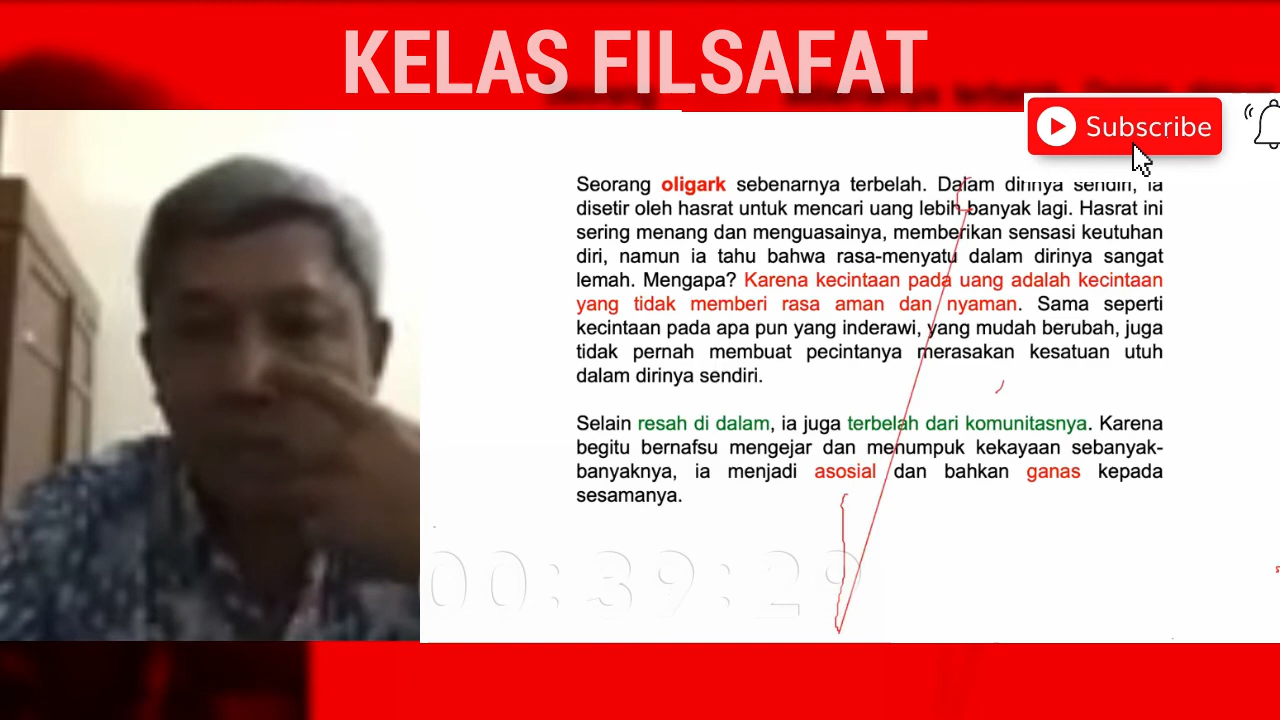 KELAS FILSAFAT
Subscribe
Seorang oligark sebenarnya terbelah. Dalam dirinya sendiri, ia
disetir oleh hasrat untuk mencari uang lebih banyak lagi. Hasrat ini
sering menang dan menguasainya, memberikan sensasi keutuhan
diri, namun ia tahu bahwa rasa-menyatu dalam dirinya sangat
lemah. Mengapa? Karena kecintaan pada uang adalah kecintaan
yang tidak memberi rasa aman dan nyaman. Sama seperti
kecintaan pada apa pun yang inderawi, yang mudah berubah, juga
tidak pernah membuat pecintanya merasakan kesatuan utuh
dalam dirinya sendiri.
Selain resah di dalam, ia juga terbelah dari komunitasnya. Karena
begitu bernafsu mengejar dan menumpuk kekayaan sebanyak-
banyaknya, ia menjadi asosial dan bahkan ganas kepada
sesamanya.
00:39:29